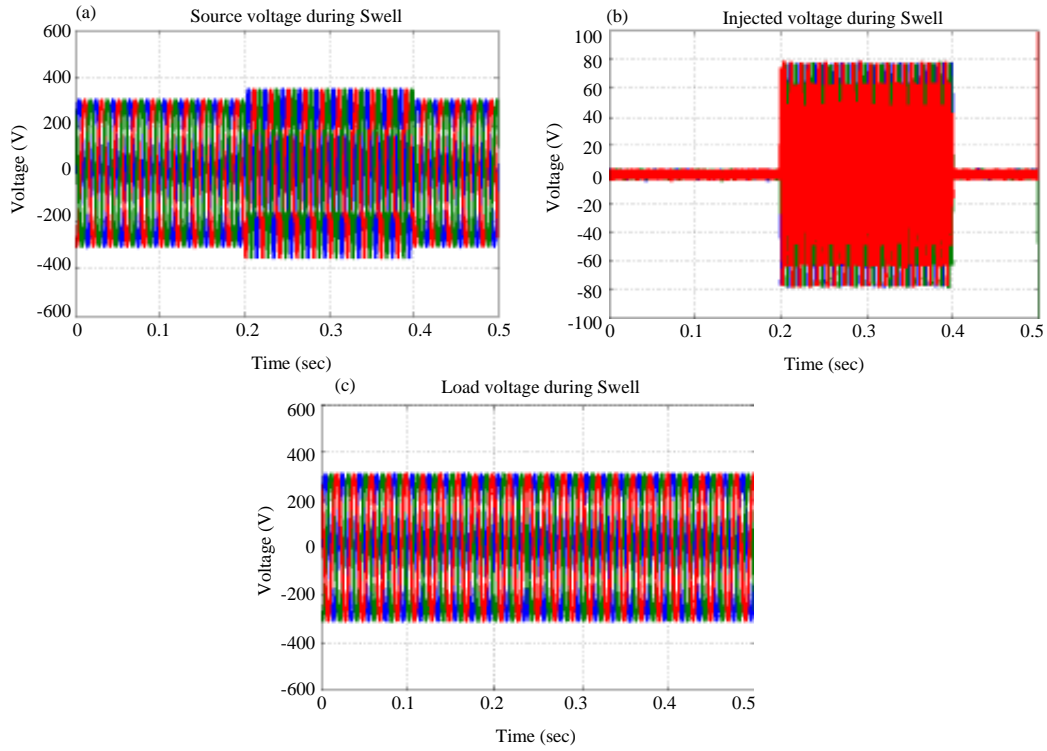 (a)
Source voltage during Swell
600
400
200
0
-200
-400
-600
Voltage (V)
0 0.1 0.2 0.3 0.4 0.5
Time (sec)
(b)
Injected voltage during Swell
100
80
60
40
20
0
-20
-40
-60
-80
-100
Voltage (V)
0 0.1 0.2 0.3 0.4 0.5
Time (sec)
(c)
Load voltage during Swell
600
400
200
0
-200
-400
-600
Voltage (V)
0 0.1 0.2 0.3 0.4 0.5
Time (sec)